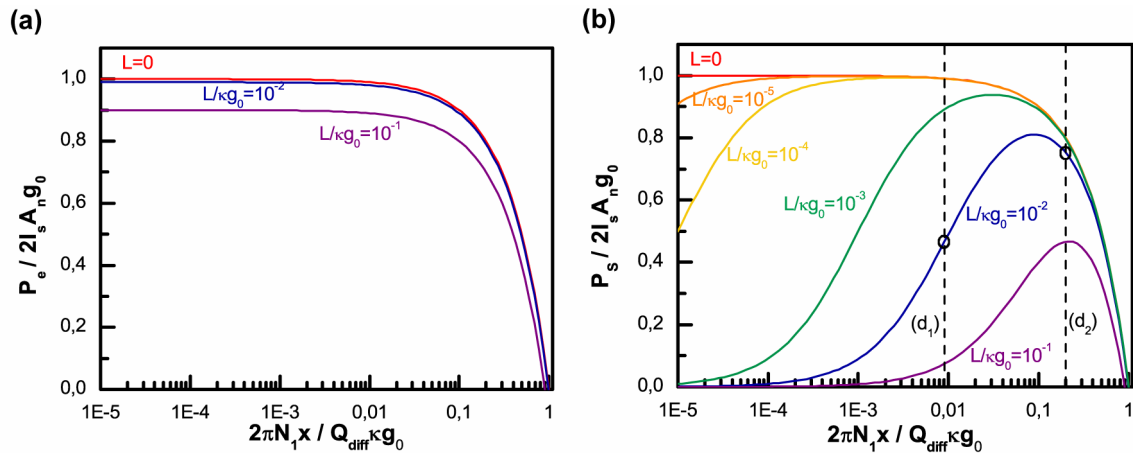 (a)
L=0
L/κg₀=10⁻²
L/κg₀=10⁻¹
1,0
0,8
0,6
0,4
0,2
0,0
Pₑ / 2IₛAₙg₀
1E-5
1E-4
1E-3
0,01
0,1
1
2πN₁x / Q_diff κg₀
(b)
L=0
L/κg₀=10⁻⁵
L/κg₀=10⁻⁴
L/κg₀=10⁻³
L/κg₀=10⁻²
L/κg₀=10⁻¹
(d₁)
(d₂)
1,0
0,8
0,6
0,4
0,2
0,0
P_S / 2IₛAₙg₀
1E-5
1E-4
1E-3
0,01
0,1
1
2πN₁x / Q_diff κg₀